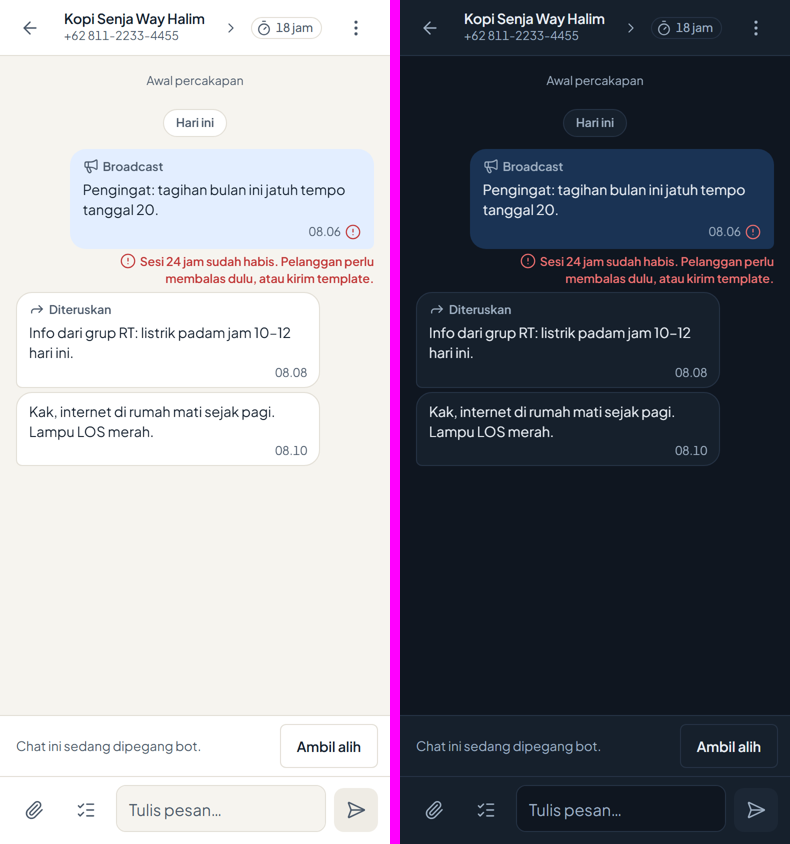 Kopi Senja Way Halim
+62 811-2233-4455
18 jam
Awal percakapan
Hari ini
Broadcast
Pengingat: tagihan bulan ini jatuh tempo
tanggal 20.
08.06
Sesi 24 jam sudah habis. Pelanggan perlu
membalas dulu, atau kirim template.
Diteruskan
Info dari grup RT: listrik padam jam 10–12
hari ini.
08.08
Kak, internet di rumah mati sejak pagi.
Lampu LOS merah.
08.10
Chat ini sedang dipegang bot.
Ambil alih
Tulis pesan...
Kopi Senja Way Halim
+62 811-2233-4455
18 jam
Awal percakapan
Hari ini
Broadcast
Pengingat: tagihan bulan ini jatuh tempo
tanggal 20.
08.06
Sesi 24 jam sudah habis. Pelanggan perlu
membalas dulu, atau kirim template.
Diteruskan
Info dari grup RT: listrik padam jam 10–12
hari ini.
08.08
Kak, internet di rumah mati sejak pagi.
Lampu LOS merah.
08.10
Chat ini sedang dipegang bot.
Ambil alih
Tulis pesan...